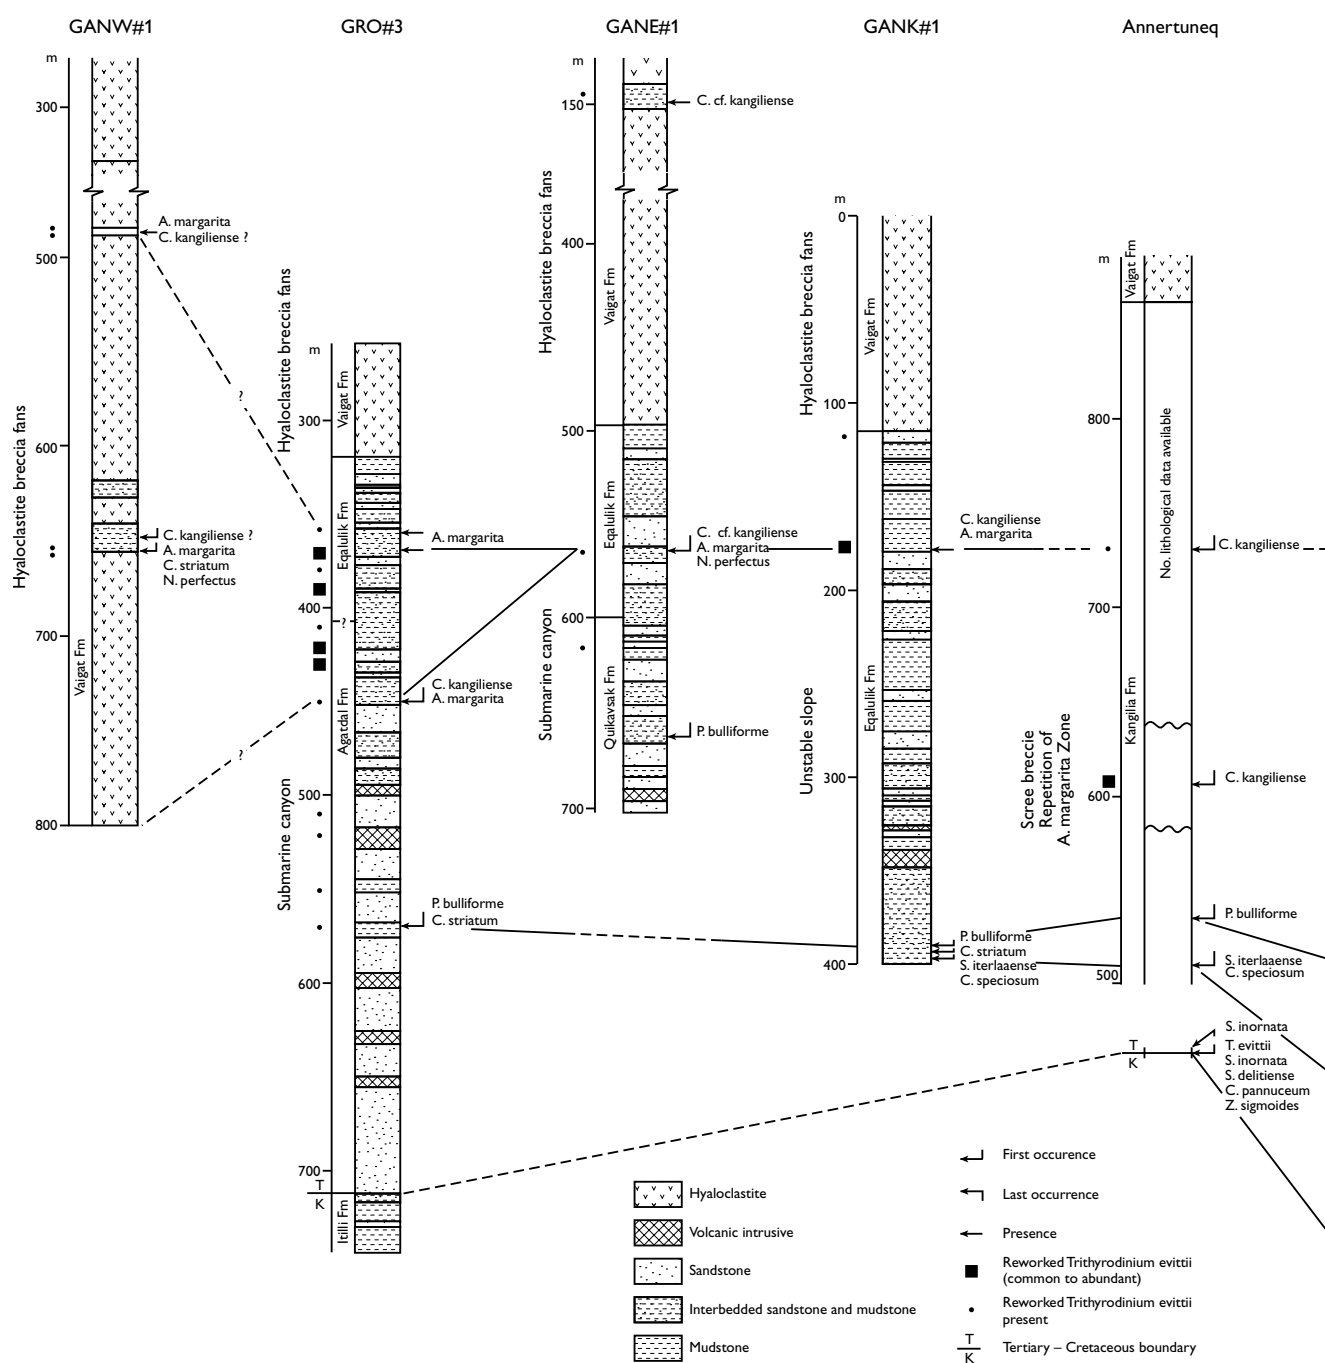 GANW#1
GRO#3
GANE#1
GANK#1
Annertuneq
m
300
500
600
700
800
Hyaloclastite breccia fans
Vaigat Fm
A. margarita
C. kangiliense ?
C. kangiliense ?
A. margarita
C. striatum
N. perfectus
?
?
m
300
400
500
600
700
Hyaloclastite breccia fans
Submarine canyon
Vaigat Fm
Eqalulik Fm
?
Agatdal Fm
Itilli Fm
T
K
A. margarita
C. kangiliense
A. margarita
P. bulliforme
C. striatum
m
150
400
500
600
700
Hyaloclastite breccia fans
Submarine canyon
Vaigat Fm
Eqalulik Fm
Quikavsak Fm
C. cf. kangiliense
C. cf. kangiliense
A. margarita
N. perfectus
P. bulliforme
m
0
100
200
300
400
Hyaloclastite breccia fans
Unstable slope
Vaigat Fm
Eqalulik Fm
C. kangiliense
A. margarita
P. bulliforme
C. striatum
S. iterlaaense
C. speciosum
m
800
700
600
500
Vaigat Fm
Kangilia Fm
No. lithological data available
Scree breccie
Repetition of
A. margarita Zone
C. kangiliense
C. kangiliense
P. bulliforme
S. iterlaaense
C. speciosum
T
K
S. inornata
T. evittii
S. inornata
S. delitiense
C. pannuceum
Z. sigmoides
Hyaloclastite
Volcanic intrusive
Sandstone
Interbedded sandstone and mudstone
Mudstone
First occurence
Last occurrence
Presence
Reworked Trithyrodinium evittii
(common to abundant)
Reworked Trithyrodinium evittii
present
T
K
Tertiary – Cretaceous boundary